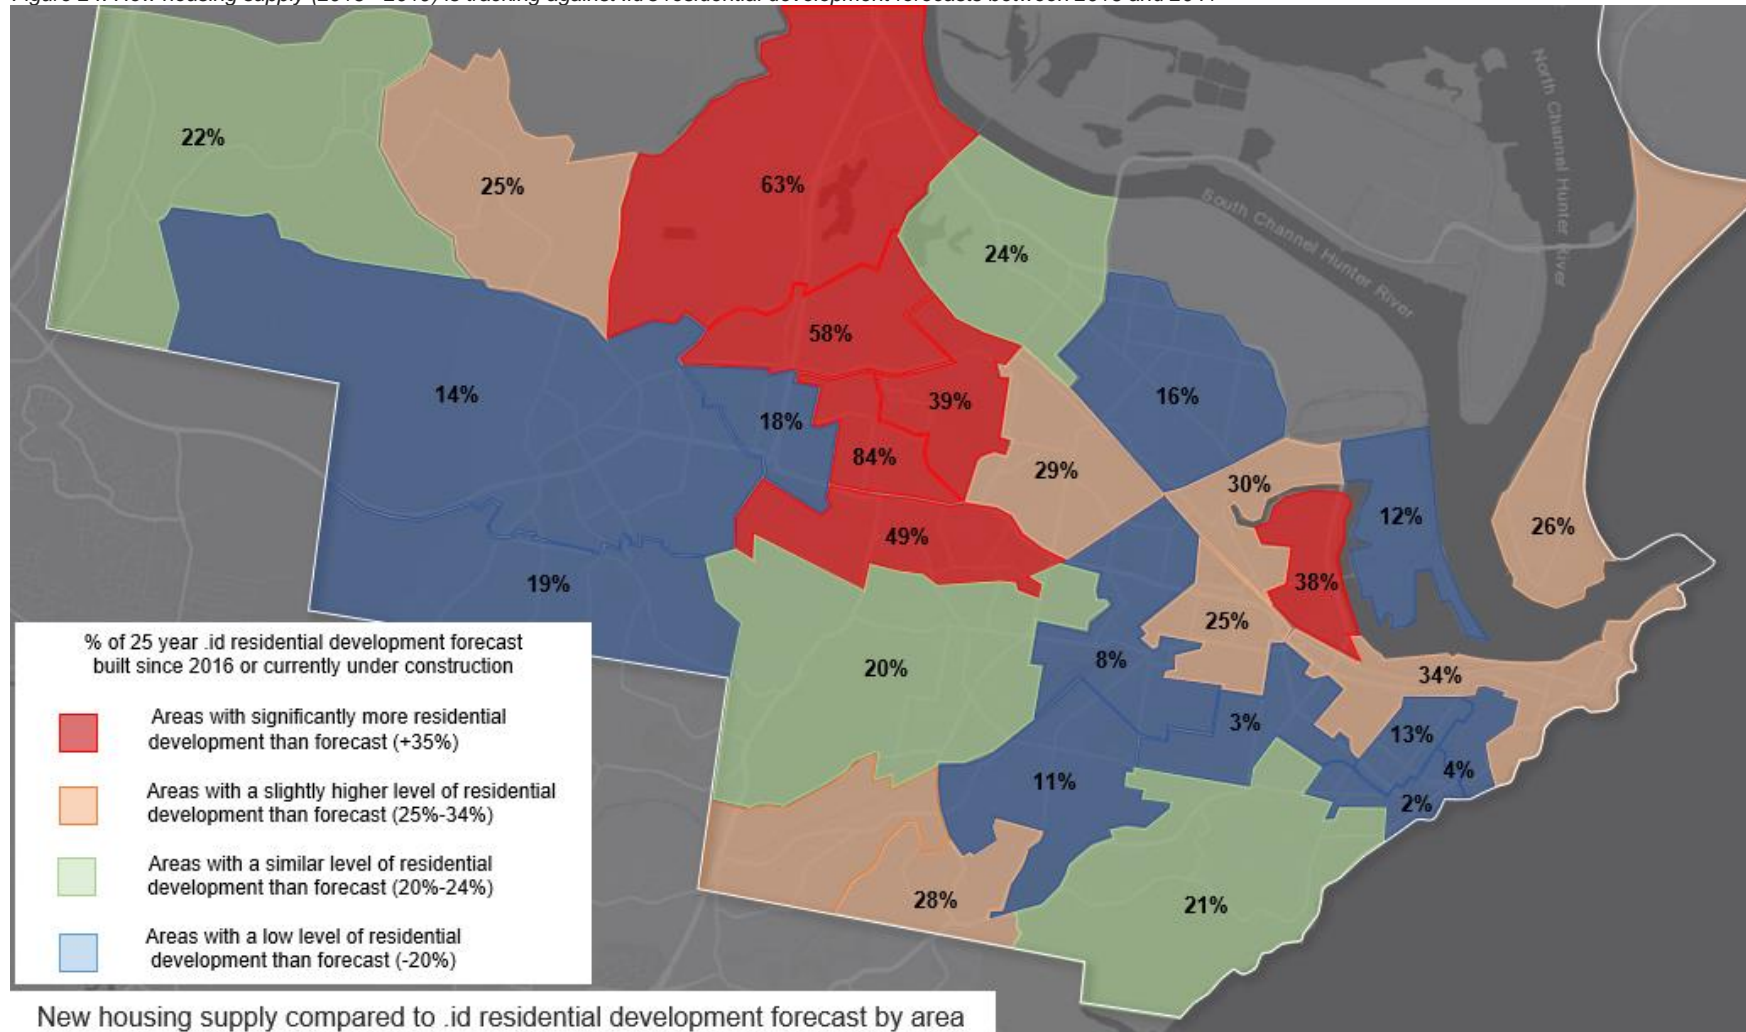 22%
25%
63%
24%
58%
14%
18%
39%
84%
16%
29%
30%
12%
26%
49%
38%
19%
25%
20%
8%
34%
3%
13%
4%
2%
11%
28%
21%
North Channel Hunter River
South Channel Hunter River
% of 25 year .id residential development forecast
built since 2016 or currently under construction
Areas with significantly more residential
development than forecast (+35%)
Areas with a slightly higher level of residential
development than forecast (25%-34%)
Areas with a similar level of residential
development than forecast (20%-24%)
Areas with a low level of residential
development than forecast (-20%)
New housing supply compared to .id residential development forecast by area